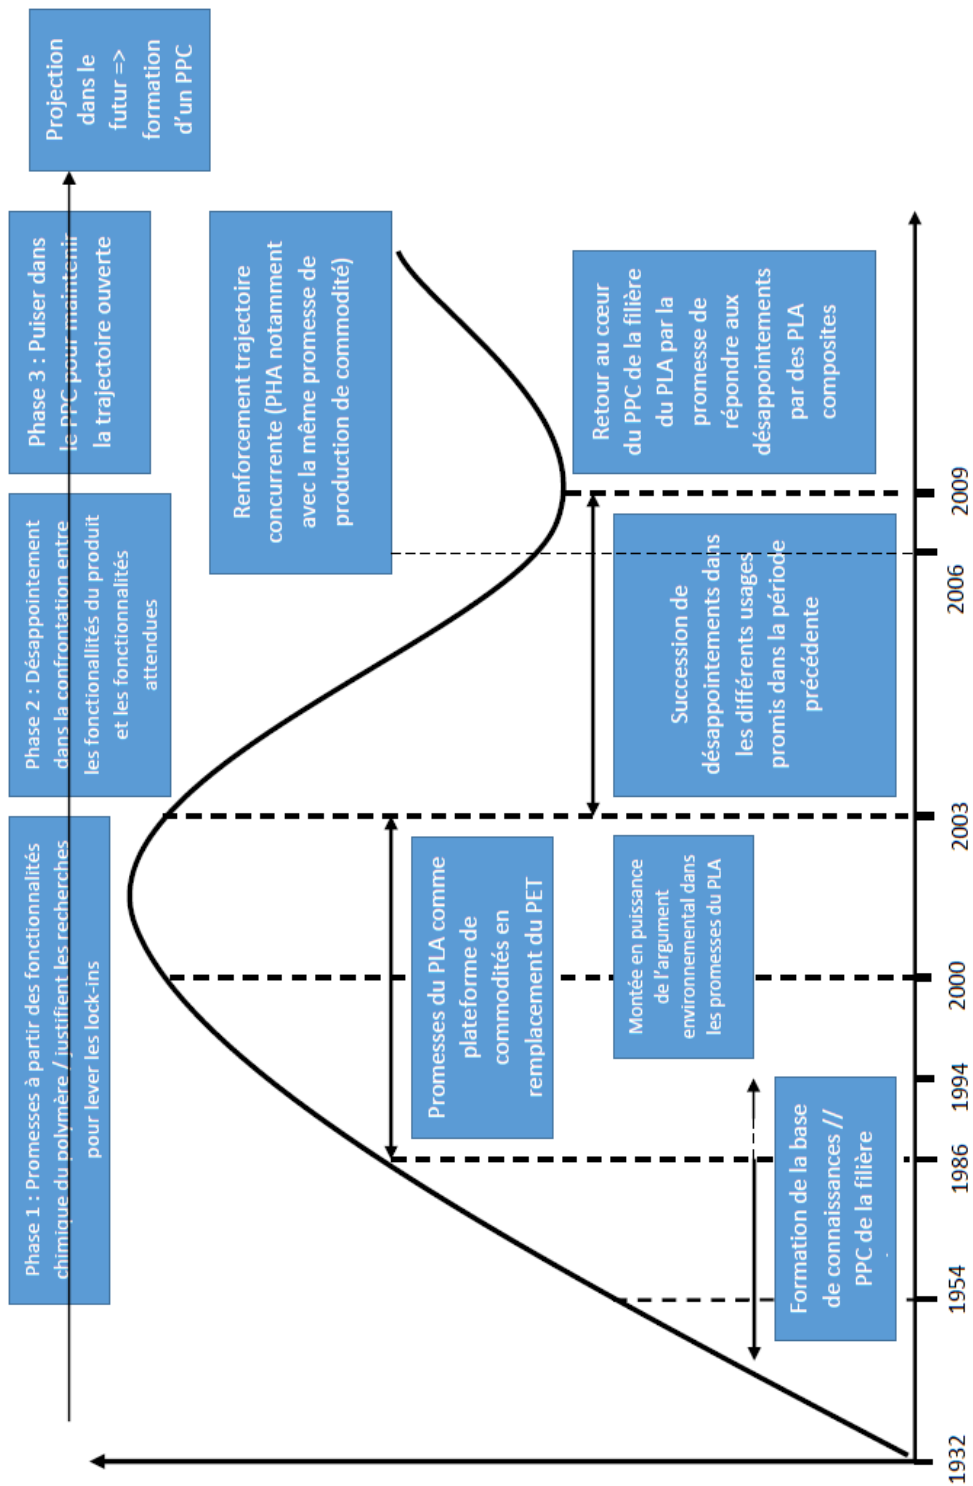 Phase 1 : Promesses à partir des fonctionnalités
chimique du polymère / justifient les recherches
pour lever les lock-ins
Phase 2 : Désappointement
dans la confrontation entre
les fonctionallités du produit
et les fonctionnalités
attendues
Phase 3 : Puiser dans
le PPC pour maintenir
la trajectoire ouverte
Projection
dans le
futur =>
formation
d'un PPC
Renforcement trajectoire
concurrente (PHA notamment
avec la même promesse de
production de commodité)
Promesses du PLA comme
plateforme de
commodités en
remplacement du PET
Montée en puissance
de l'argument
environnemental dans
les promesses du PLA
Formation de la base
de connaissances //
PPC de la filière
.
Succession de
désappointements dans
les différents usages
promis dans la période
précédente
Retour au cœur
du PPC de la filière
du PLA par la
promesse de
répondre aux
désappointements
par des PLA
composites
1932
1954
1986
1994
2000
2003
2006
2009